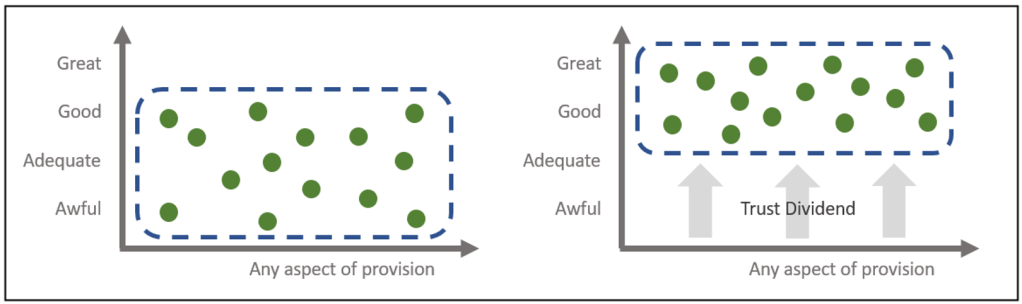 Great
Good
Adequate
Awful
Any aspect of provision
Great
Good
Adequate
Awful
Trust Dividend
Any aspect of provision